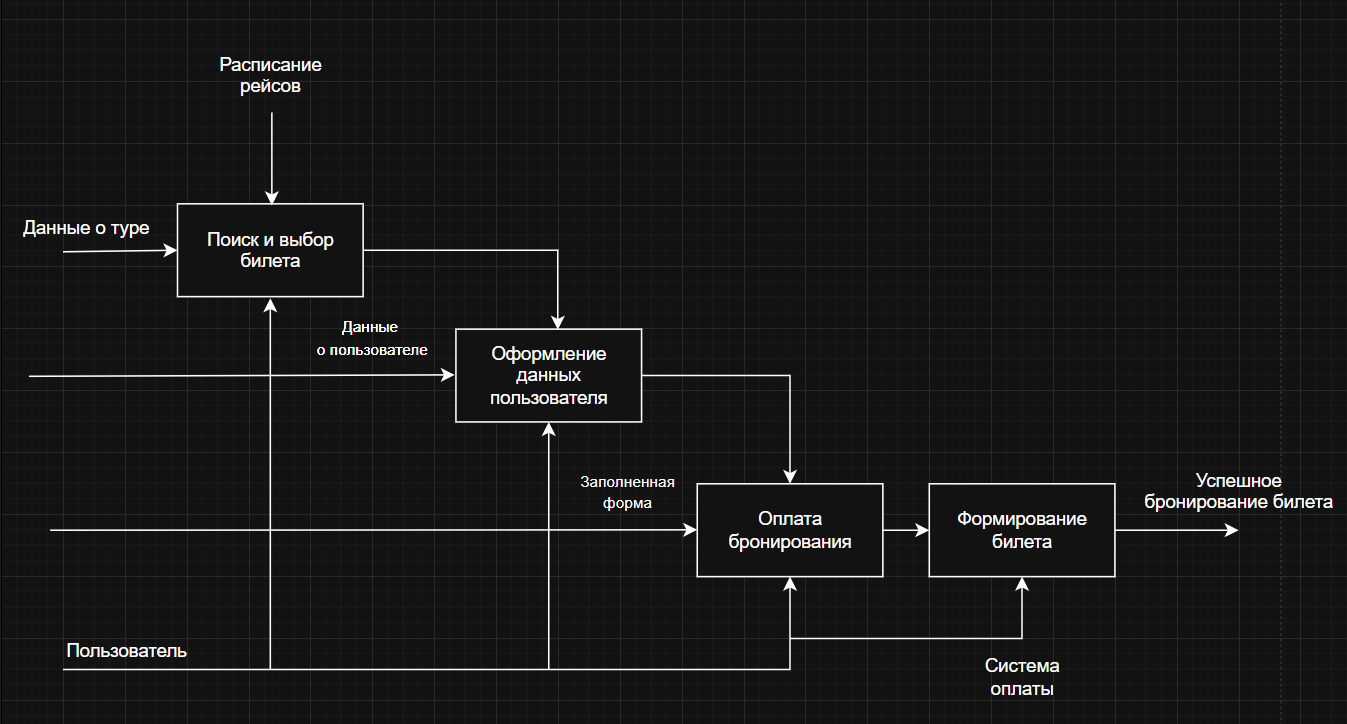 Расписание
рейсов
Данные о туре
Поиск и выбор
билета
Данные
о пользователе
Оформление
данных
пользователя
Заполненная
форма
Оплата
бронирования
Формирование
билета
Успешное
бронирование билета
Пользователь
Система
оплаты